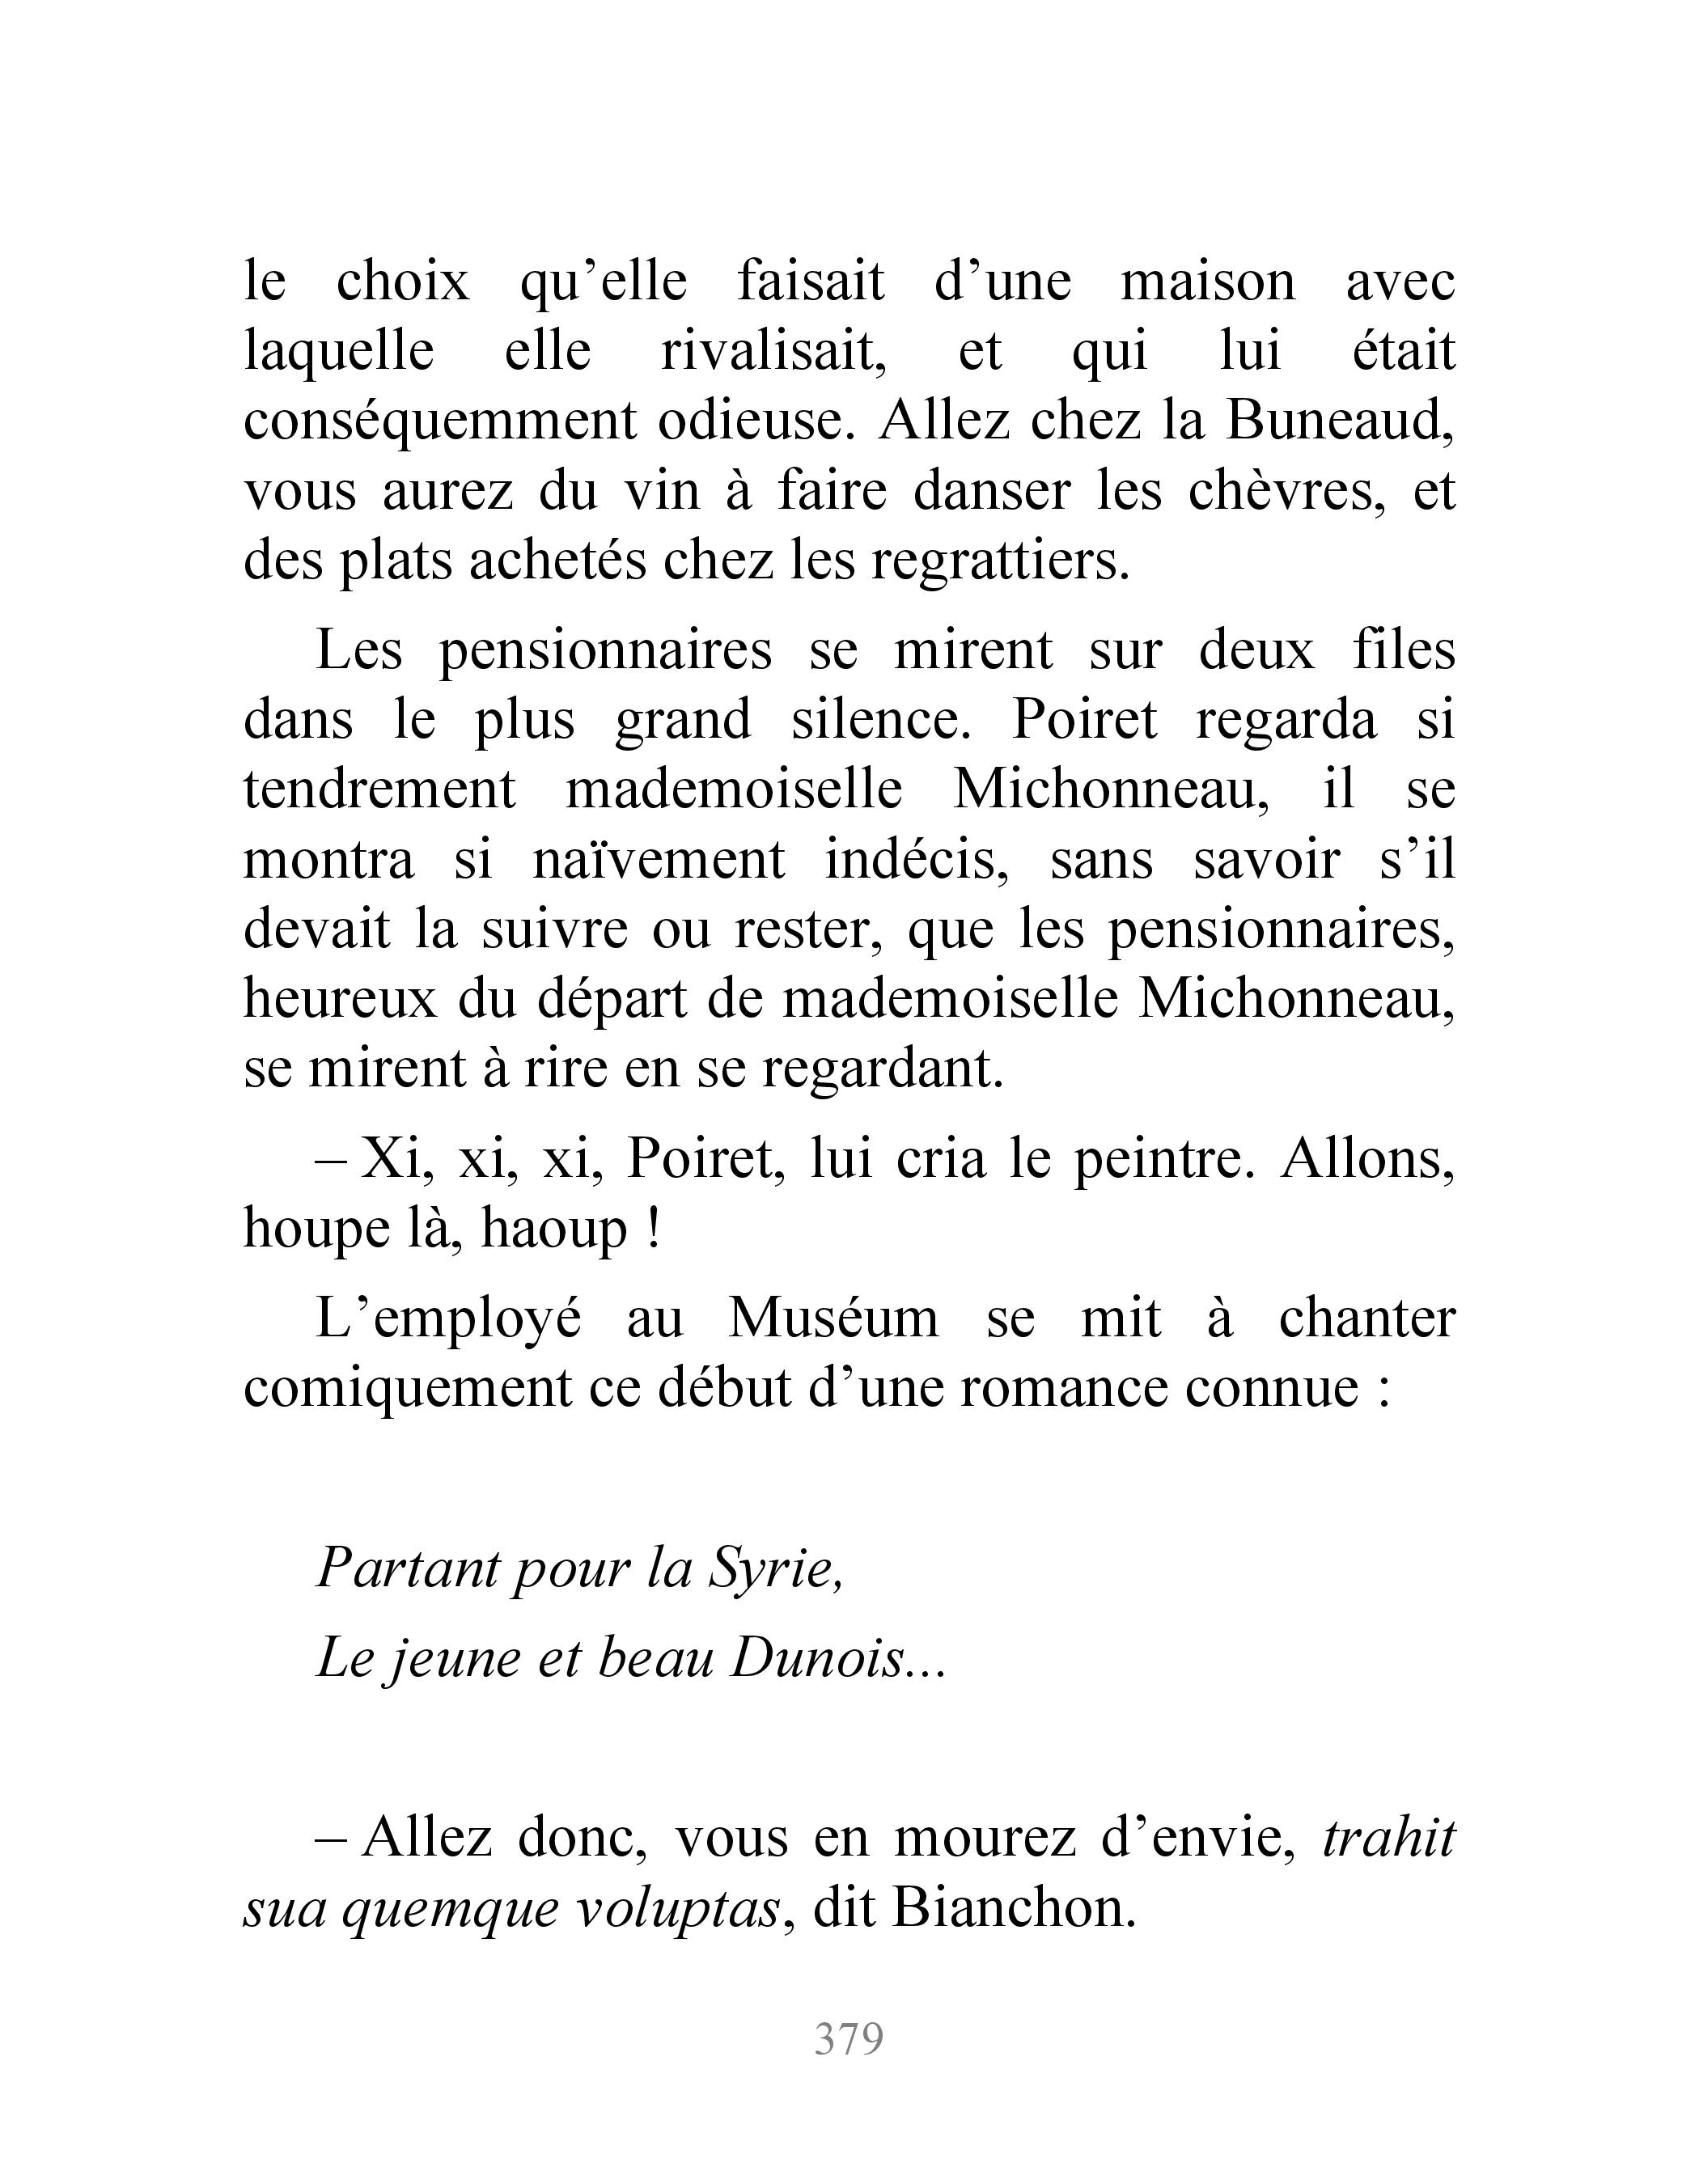 le choix qu’elle faisait d’une maison avec
laquelle elle rivalisait, et qui lui était
conséquemment odieuse. Allez chez la Buneaud,
vous aurez du vin à faire danser les chèvres, et
des plats achetés chez les regrattiers.
Les pensionnaires se mirent sur deux files
dans le plus grand silence. Poiret regarda si
tendrement mademoiselle Michonneau, il se
montra si naïvement indécis, sans savoir s’il
devait la suivre ou rester, que les pensionnaires,
heureux du départ de mademoiselle Michonneau,
se mirent à rire en se regardant.
– Xi, xi, xi, Poiret, lui cria le peintre. Allons,
houpe là, haoup !
L’employé au Muséum se mit à chanter
comiquement ce début d’une romance connue :
Partant pour la Syrie,
Le jeune et beau Dunois...
– Allez donc, vous en mourez d’envie, trahit
sua quemque voluptas, dit Bianchon.
379